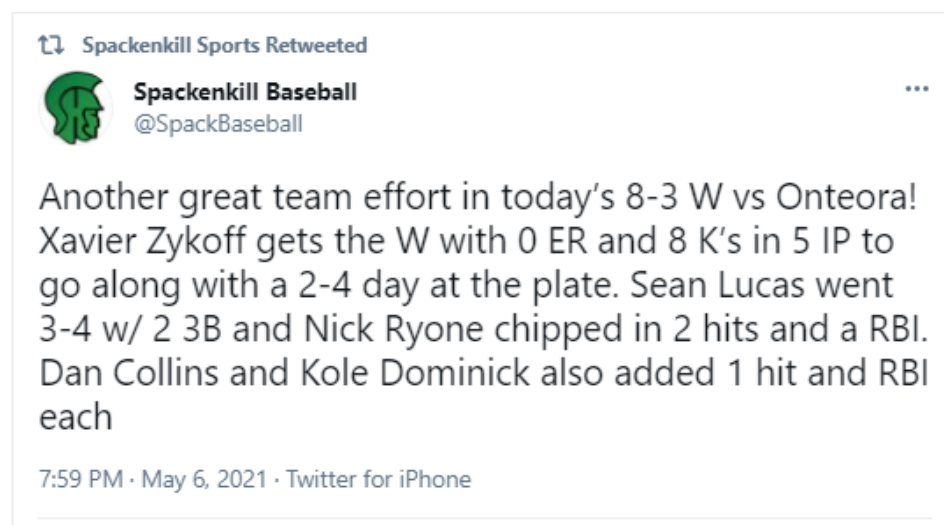 Spackenkill Sports Retweeted
Spackenkill Baseball
@SpackBaseball
Another great team effort in today's 8-3 W vs Onteora!
Xavier Zykoff gets the W with 0 ER and 8 K's in 5 IP to
go along with a 2-4 day at the plate. Sean Lucas went
3-4 w/ 2 3B and Nick Ryone chipped in 2 hits and a RBI.
Dan Collins and Kole Dominick also added 1 hit and RBI
each
7:59 PM · May 6, 2021 · Twitter for iPhone